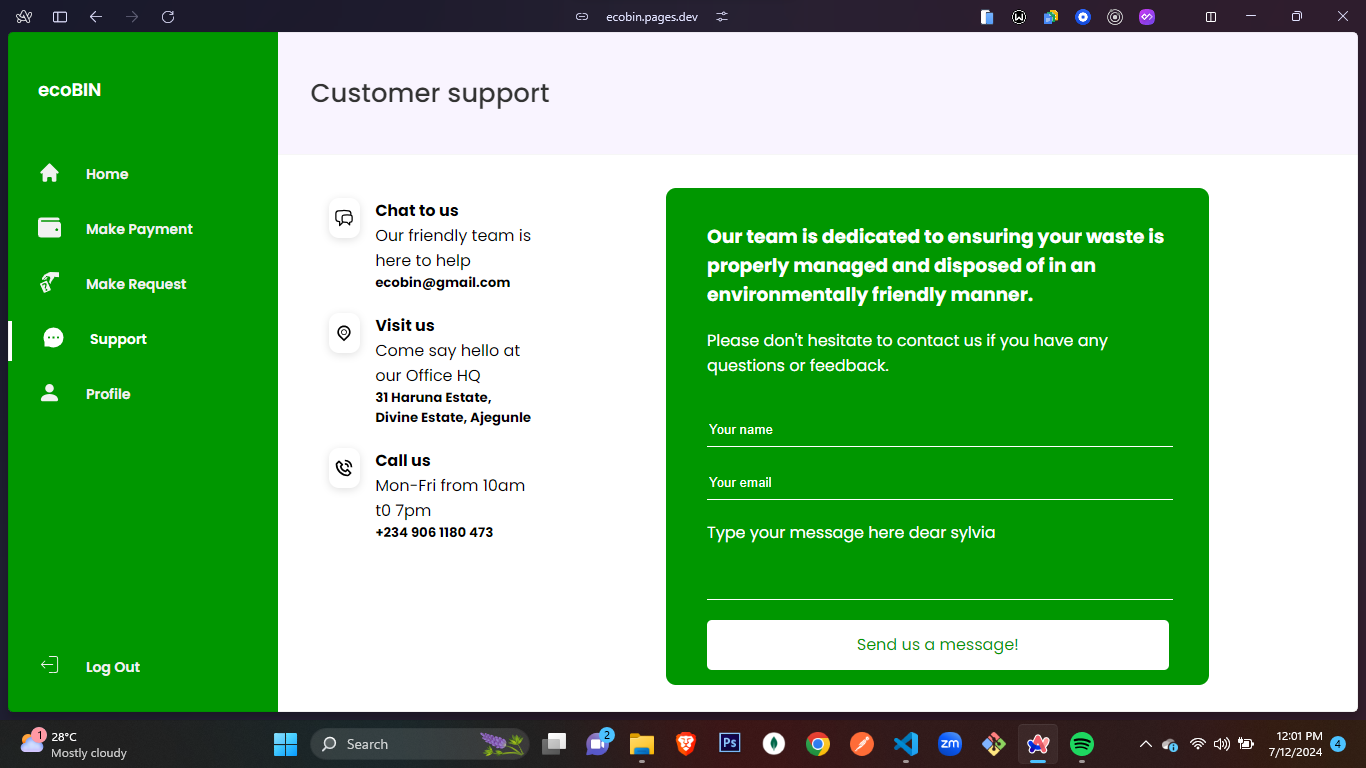 ecobin.pages.dev
ecoBIN
Home
Make Payment
Make Request
Support
Profile
Log Out
Customer support
Chat to us
Our friendly team is
here to help
ecobin@gmail.com
Visit us
Come say hello at
our Office HQ
31 Haruna Estate,
Divine Estate, Ajegunle
Call us
Mon-Fri from 10am
t0 7pm
+234 906 1180 473
Our team is dedicated to ensuring your waste is
properly managed and disposed of in an
environmentally friendly manner.
Please don't hesitate to contact us if you have any
questions or feedback.
Your name
Your email
Type your message here dear sylvia
Send us a message!
1
28°C
Mostly cloudy
Search
2
Ps
zm
12:01 PM
7/12/2024
4